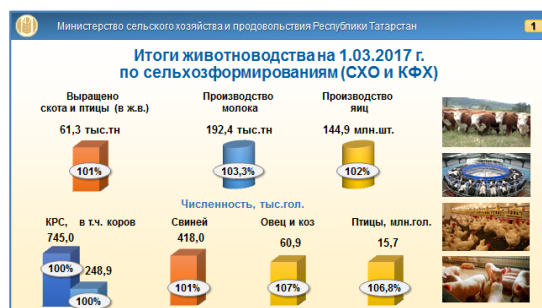 Министерство сельского хозяйства и продовольствия Республики Татарстан
1
Итоги животноводства на 1.03.2017 г.
по сельхозформированиям (СХО и КФХ)
Выращено
скота и птицы (в ж.в.)
61,3 тыс.тн
101%
Производство
молока
192,4 тыс.тн
103,3%
Производство
яиц
144,9 млн.шт.
102%
Численность, тыс.гол.
КРС, в т.ч. коров
745,0
100%
248,9
100%
Свиней
418,0
101%
Овец и коз
60,9
107%
Птицы, млн.гол.
15,7
106,8%